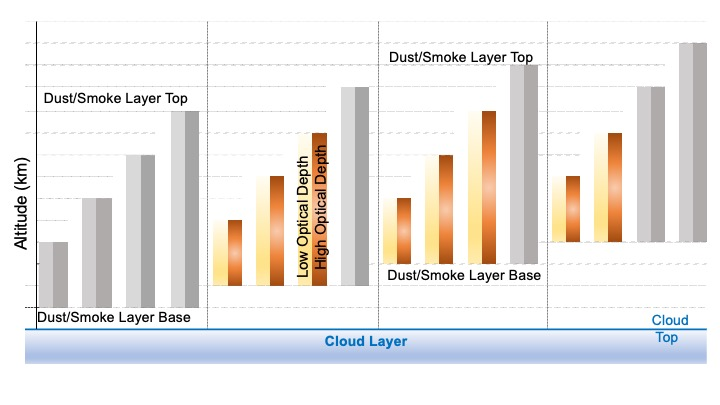 Dust/Smoke Layer Top
Dust/Smoke Layer Top
Altitude (km)
Low Optical Depth
High Optical Depth
Dust/Smoke Layer Base
Dust/Smoke Layer Base
Cloud
Top
Cloud Layer